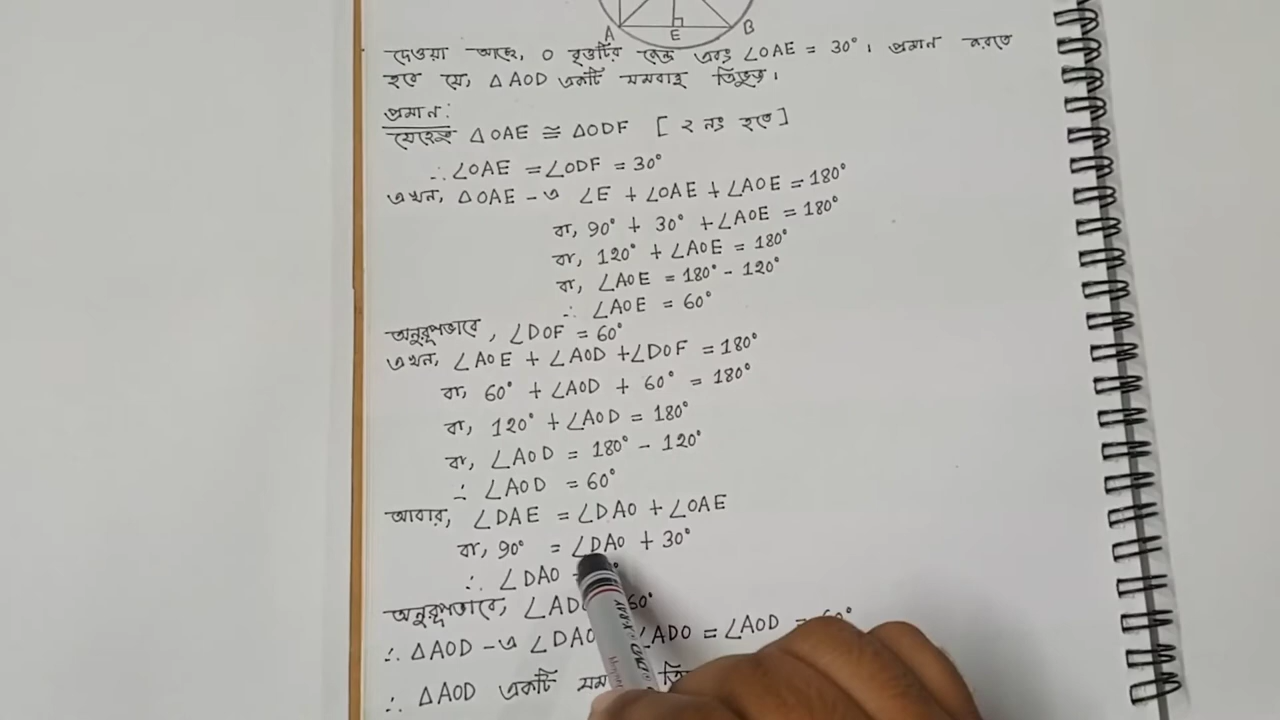 A E B
দেওয়া আছে, O বৃত্তটির কেন্দ্র এবং ∠OAE = 30°। প্রমাণ করতে
হবে যে, △AOD একটি সমবাহু ত্রিভুজ।
প্রমাণ:
যেহেতু △OAE ≅ △ODF [২ নং হতে]
∴ ∠OAE = ∠ODF = 30°
এখন, △OAE - এ ∠E + ∠OAE + ∠AOE = 180°
বা, 90° + 30° + ∠AOE = 180°
বা, 120° + ∠AOE = 180°
বা, ∠AOE = 180° - 120°
∴ ∠AOE = 60°
অনুরূপভাবে, ∠DOF = 60°
এখন, ∠AOE + ∠AOD + ∠DOF = 180°
বা, 60° + ∠AOD + 60° = 180°
বা, 120° + ∠AOD = 180°
বা, ∠AOD = 180° - 120°
∴ ∠AOD = 60°
আবার, ∠DAE = ∠DAO + ∠OAE
বা, 90° = ∠DAO + 30°
∴ ∠DAO
অনুরূপভাবে, ∠AD 60°
∴ △AOD - এ ∠DAO ∠ADO = ∠AOD = 60°
∴ △AOD একটি